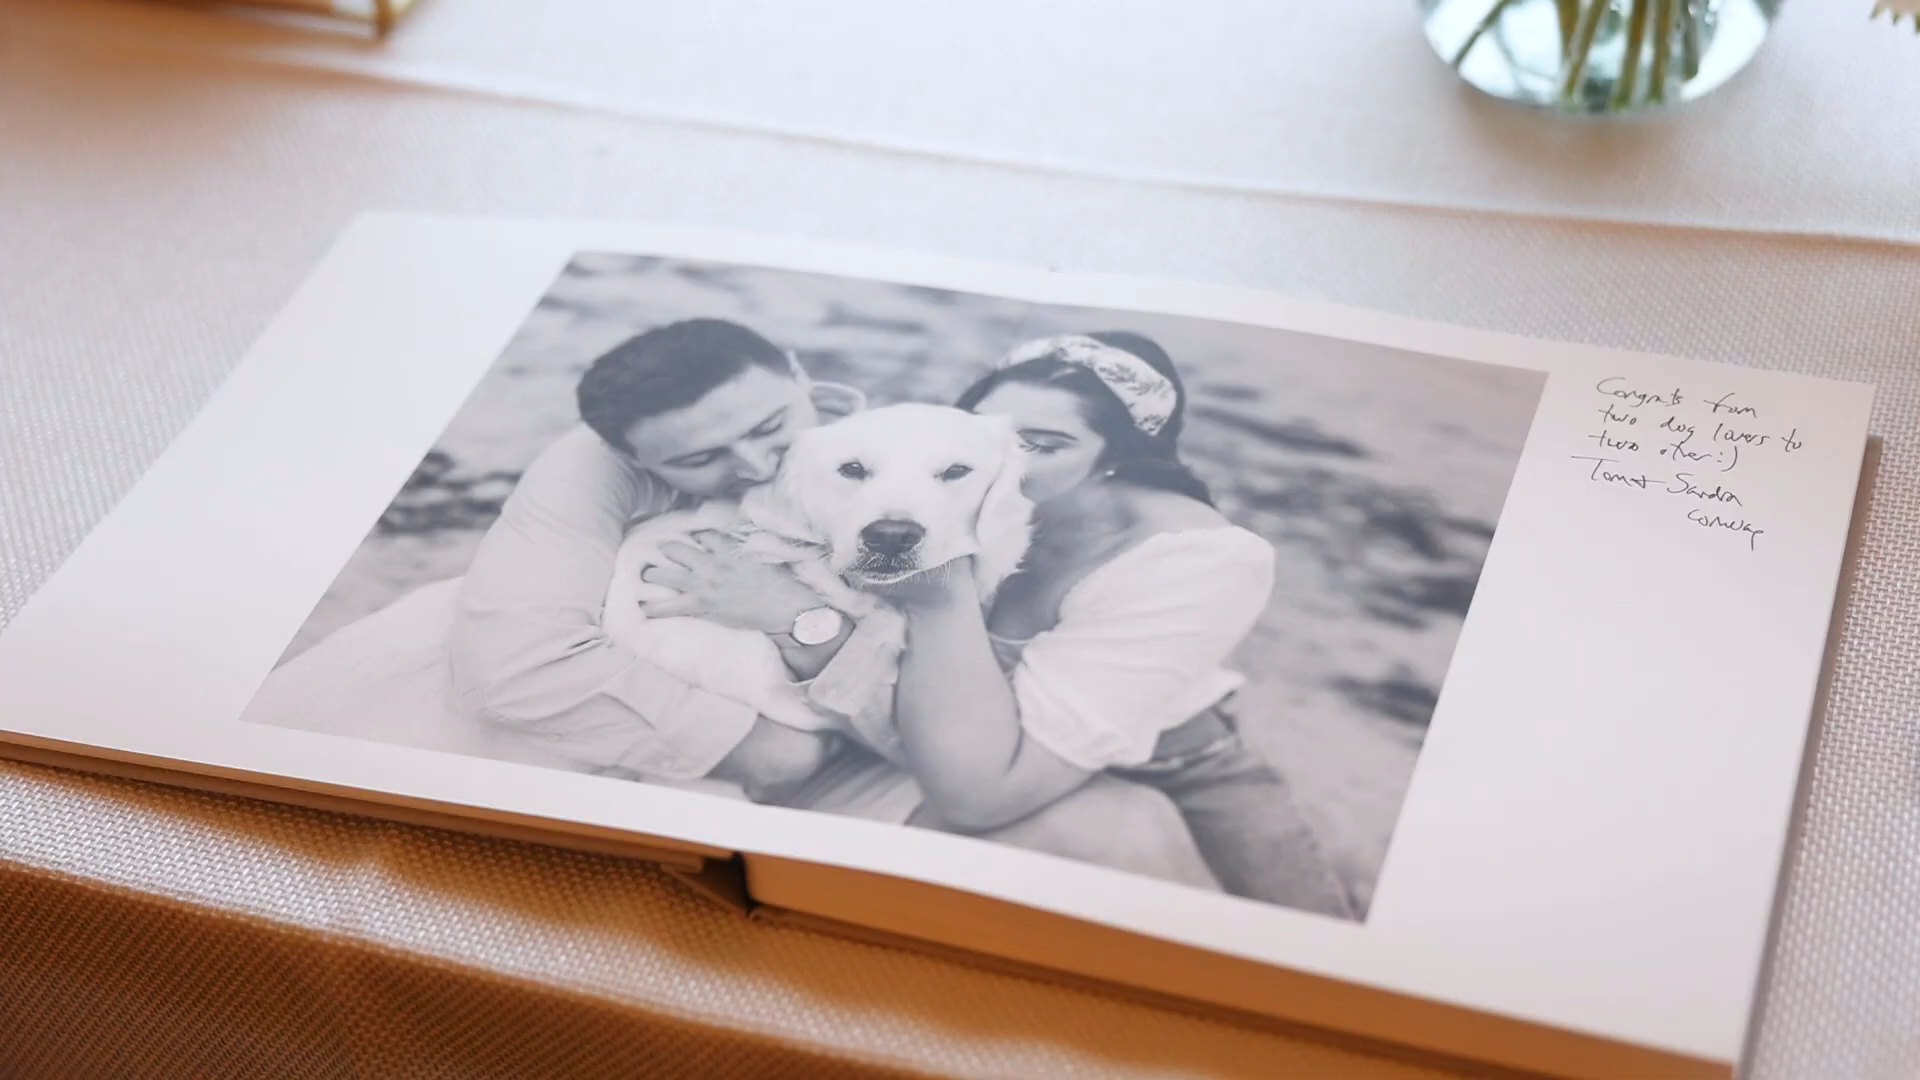 Congrats from
two dog lovers to
two other :)
Tom + Sandra
Conway